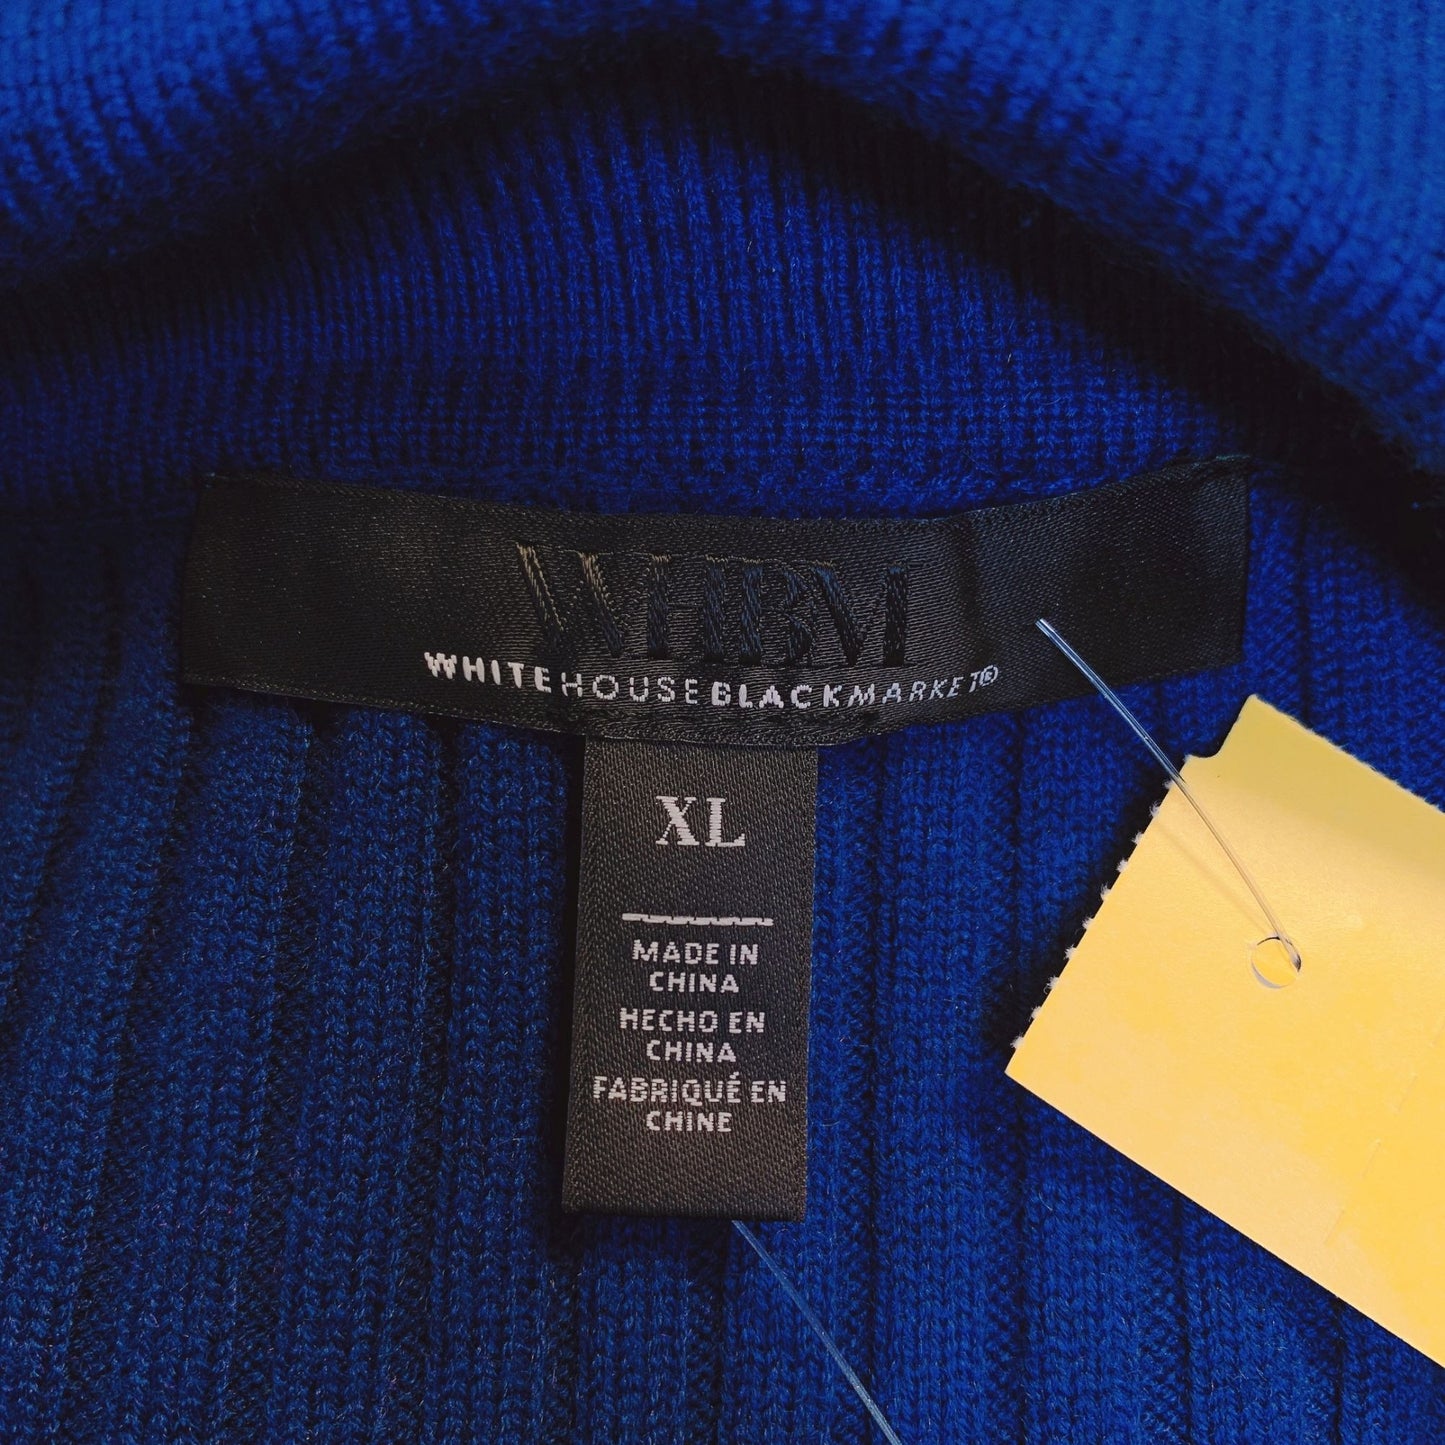 WHBM
WHITEHOUSEBLACKMARKET®
XL
MADE IN
CHINA
HECHO EN
CHINA
FABRIQUÉ EN
CHINE